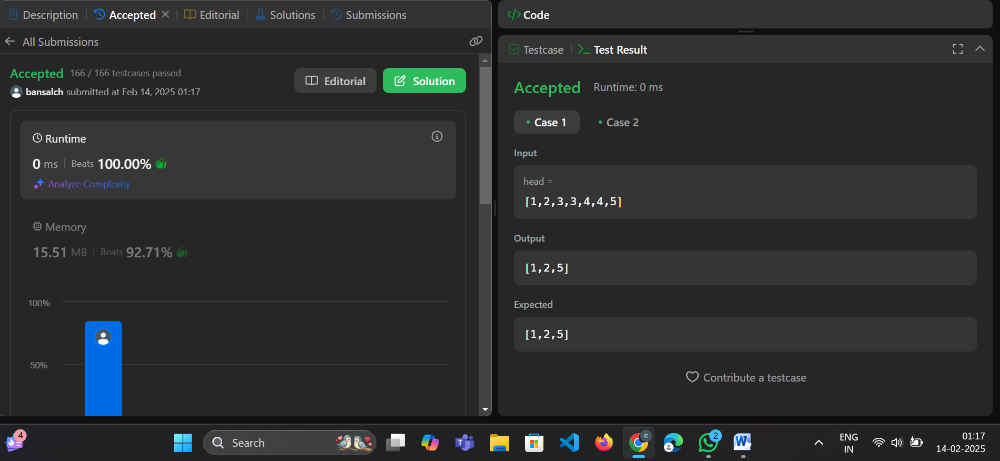 Description
Accepted
Editorial
Solutions
Submissions
All Submissions
Accepted 166 / 166 testcases passed
bansalch submitted at Feb 14, 2025 01:17
Editorial
Solution
Runtime
0 ms
Beats 100.00%
Analyze Complexity
Memory
15.51 MB
Beats 92.71%
100%
50%
</> Code
Testcase
Test Result
Accepted Runtime: 0 ms
Case 1
Case 2
Input
head =
[1,2,3,3,4,4,5]
Output
[1,2,5]
Expected
[1,2,5]
Contribute a testcase
4
Search
T
C
2
W
ENG
IN
01:17
14-02-2025